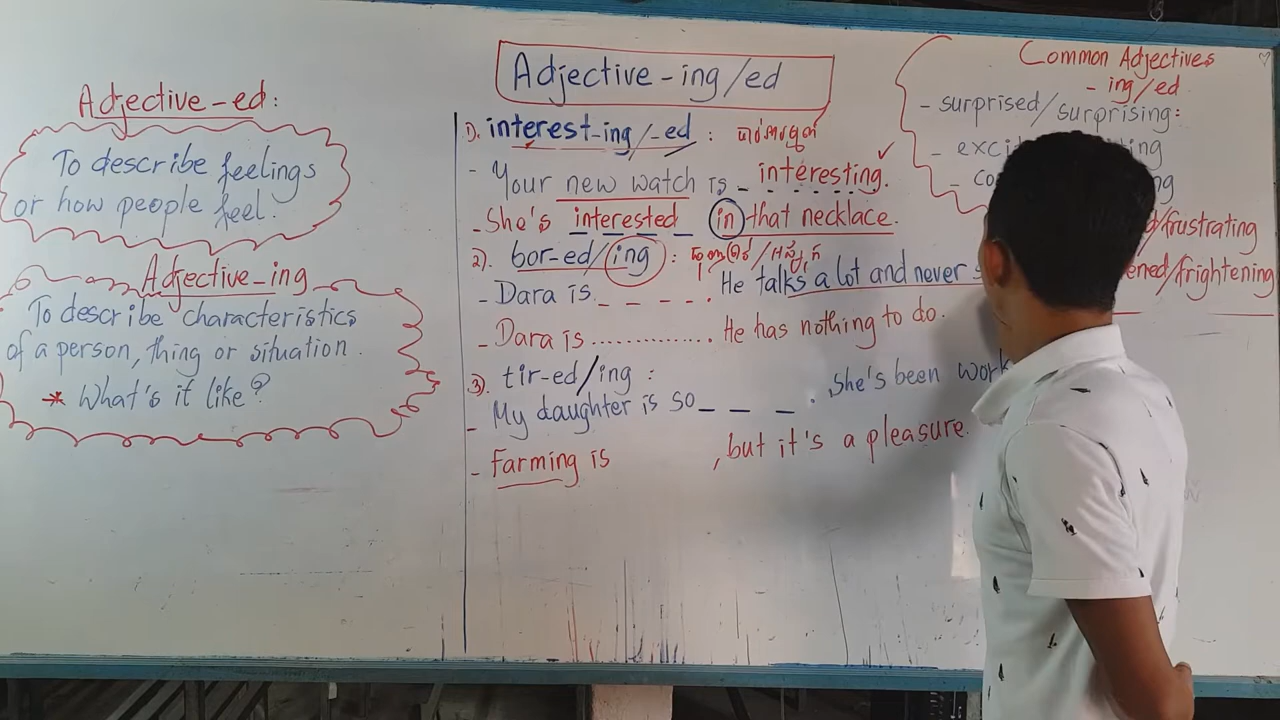 Adjective-ing/ed
Adjective-ed:
To describe feelings
or how people feel.
Adjective-ing
To describe characteristics
of a person, thing or situation.
* What's it like?
1). interest-ing/-ed :
- Your new watch is interesting.
- She's interested in that necklace.
2). bor-ed/ing :
- Dara is _ _ _ _. He talks a lot and never
- Dara is .............. He has nothing to do.
3). tir-ed/ing :
- My daughter is so _ _ _ . She's been work
- Farming is , but it's a pleasure.
Common Adjectives
- ing/ed
- surprised/surprising:
/frustrating
/frightening